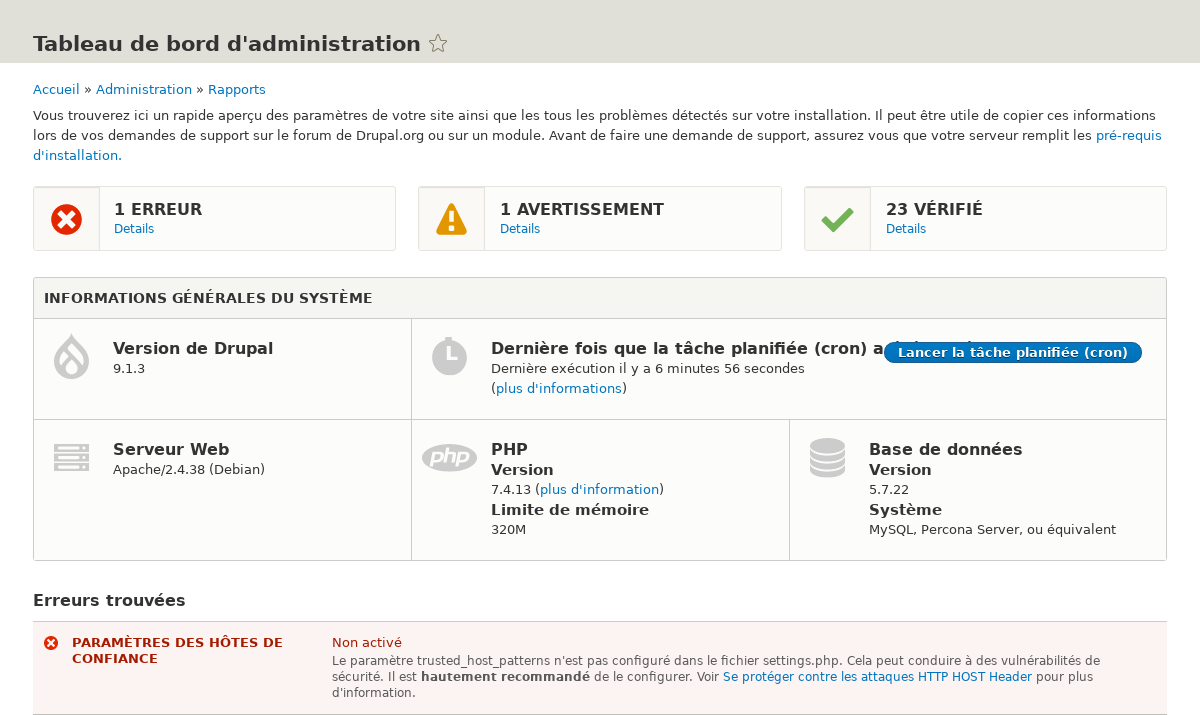 Tableau de bord d'administration
Accueil » Administration » Rapports
Vous trouverez ici un rapide aperçu des paramètres de votre site ainsi que les tous les problèmes détectés sur votre installation. Il peut être utile de copier ces informations
lors de vos demandes de support sur le forum de Drupal.org ou sur un module. Avant de faire une demande de support, assurez vous que votre serveur remplit les pré-requis
d'installation.
1 ERREUR
Details
1 AVERTISSEMENT
Details
23 VÉRIFIÉ
Details
INFORMATIONS GÉNÉRALES DU SYSTÈME
Version de Drupal
9.1.3
Dernière fois que la tâche planifiée (cron) a
Lancer la tâche planifiée (cron)
Dernière exécution il y a 6 minutes 56 secondes
(plus d'informations)
Serveur Web
Apache/2.4.38 (Debian)
php
PHP
Version
7.4.13 (plus d'information)
Limite de mémoire
320M
Base de données
Version
5.7.22
Système
MySQL, Percona Server, ou équivalent
Erreurs trouvées
PARAMÈTRES DES HÔTES DE
CONFIANCE
Non activé
Le paramètre trusted_host_patterns n'est pas configuré dans le fichier settings.php. Cela peut conduire à des vulnérabilités de
sécurité. Il est hautement recommandé de le configurer. Voir Se protéger contre les attaques HTTP HOST Header pour plus
d'information.